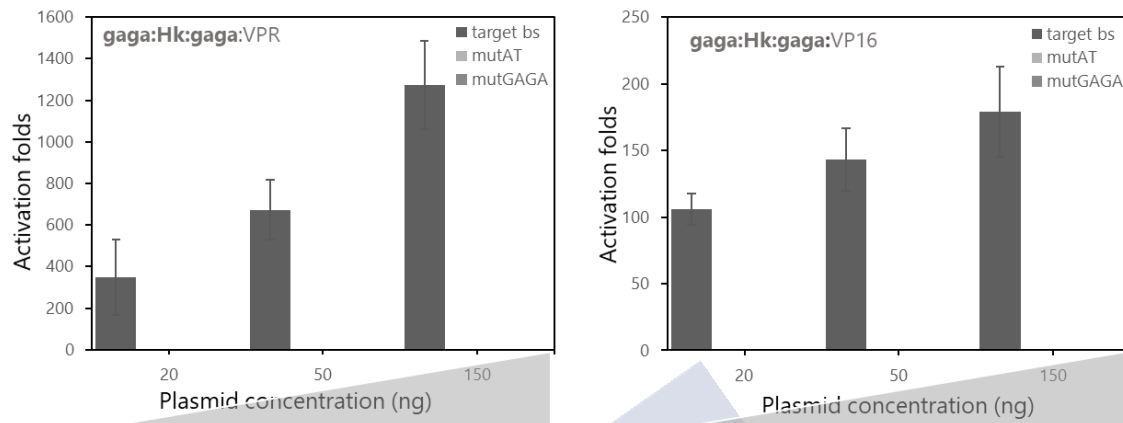 gaga:Hk:gaga:VPR
target bs
mutAT
mutGAGA
Activation folds
1600
1400
1200
1000
800
600
400
200
0
20 50 150
Plasmid concentration (ng)
gaga:Hk:gaga:VP16
target bs
mutAT
mutGAGA
Activation folds
250
200
150
100
50
0
20 50 150
Plasmid concentration (ng)